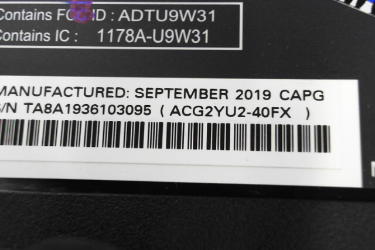 Contains FCC ID : ADTU9W31
Contains IC : 1178A-U9W31
MANUFACTURED: SEPTEMBER 2019 CAPG
S/N TA8A1936103095 ( ACG2YU2-40FX )